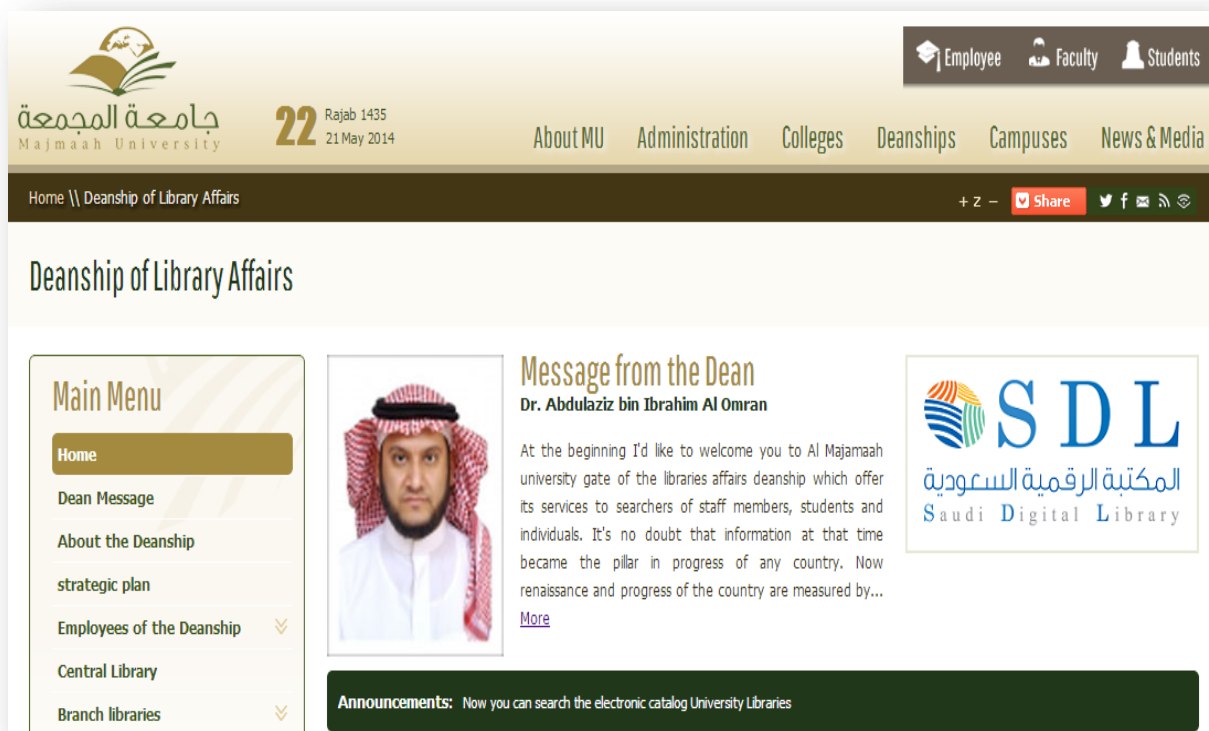 Employee
Faculty
Students
جامعة المجمعة
Majmaah University
22
Rajab 1435
21 May 2014
About MU
Administration
Colleges
Deanships
Campuses
News & Media
Home \\ Deanship of Library Affairs
+ z –
Share
Deanship of Library Affairs
Main Menu
Home
Dean Message
About the Deanship
strategic plan
Employees of the Deanship
Central Library
Branch libraries
Message from the Dean
Dr. Abdulaziz bin Ibrahim Al Omran
At the beginning I'd like to welcome you to Al Majamaah
university gate of the libraries affairs deanship which offer
its services to searchers of staff members, students and
individuals. It's no doubt that information at that time
became the pillar in progress of any country. Now
renaissance and progress of the country are measured by...
More
SDL
المكتبة الرقمية السعودية
Saudi Digital Library
Announcements: Now you can search the electronic catalog University Libraries